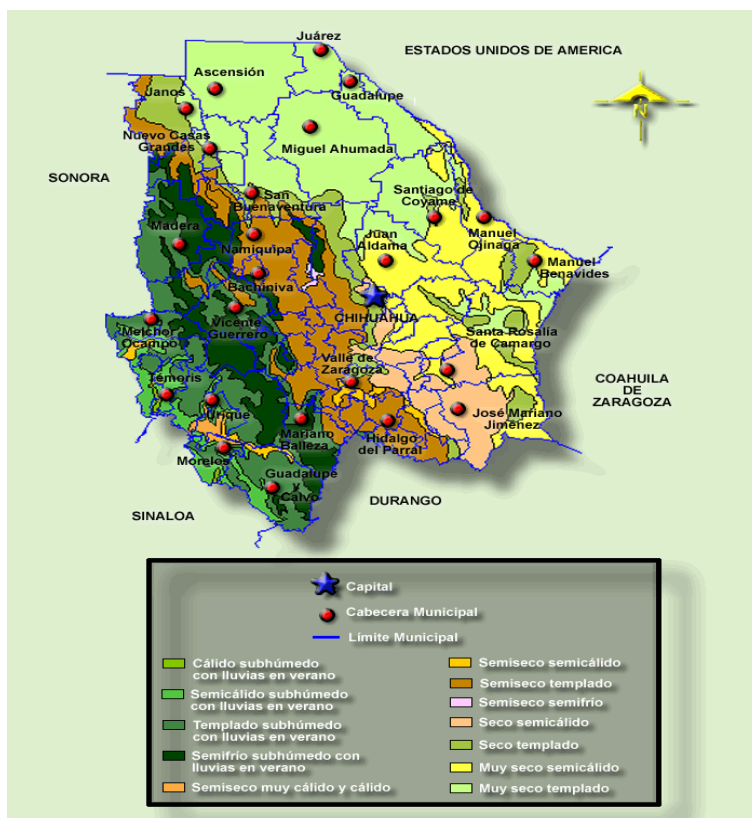 Juárez
ESTADOS UNIDOS DE AMERICA
Ascensión
Janos
Guadalupe
N
Nuevo Casas
Grandes
Miguel Ahumada
SONORA
San
Buenaventura
Santiago de
Coyame
Madera
Namiquipa
Juan
Aldama
Manuel
Ojinaga
Manuel
Benavides
Bachiniva
CHIHUAHUA
Melchor
Ocampo
Vicente
Guerrero
Santa Rosalía
de Camargo
Valle de
Zaragoza
Témoris
COAHUILA
DE
ZARAGOZA
Urique
Mariano
Balleza
José Mariano
Jiménez
Hidalgo
del Parral
Morelos
Guadalupe
y
Calvo
DURANGO
SINALOA
Capital
Cabecera Municipal
Límite Municipal
Cálido subhúmedo
con lluvias en verano
Semicálido subhúmedo
con lluvias en verano
Templado subhúmedo
con lluvias en verano
Semifrío subhúmedo con
lluvias en verano
Semiseco muy cálido y cálido
Semiseco semicálido
Semiseco templado
Semiseco semifrío
Seco semicálido
Seco templado
Muy seco semicálido
Muy seco templado